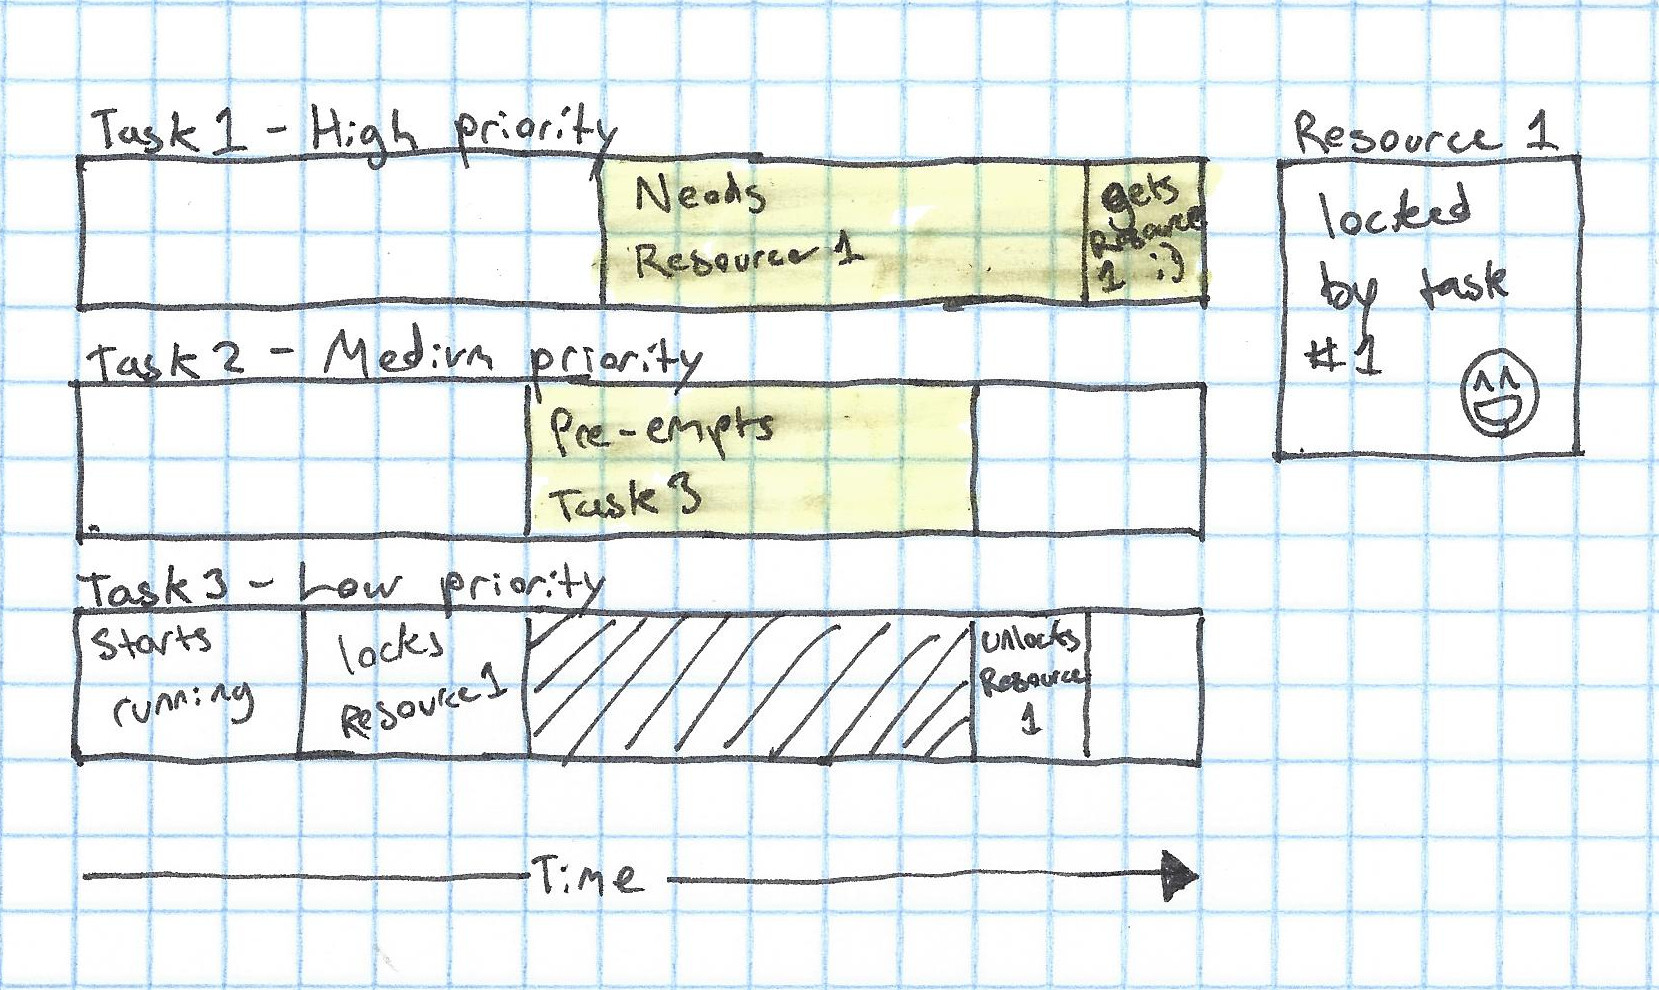 Task 1 - High priority
Needs
Resource 1
gets
Resource
1 :)
Resource 1
locked
by task
#1
Task 2 - Medium priority
Pre-empts
Task 3
Task 3 - Low priority
Starts
running
locks
Resource 1
Unlocks
Resource
1
Time